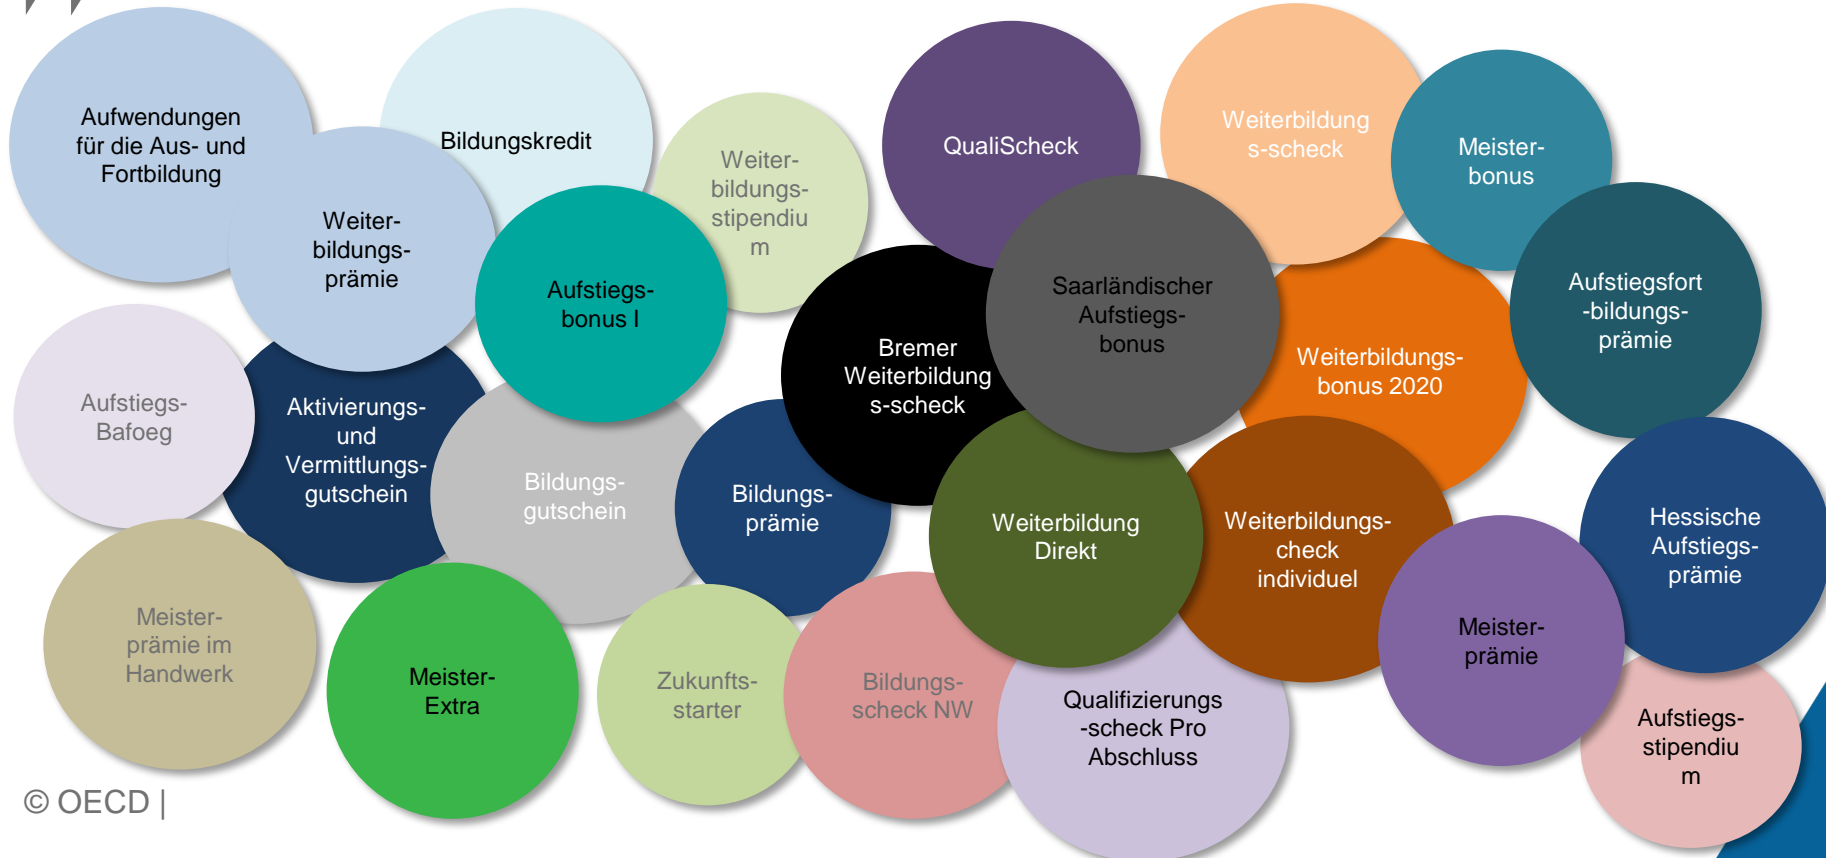 Aufwendungen
für die Aus- und
Fortbildung
Bildungskredit
Weiter-
bildungs-
stipendiu
m
QualiScheck
Weiterbildung
s-scheck
Meister-
bonus
Weiter-
bildungs-
prämie
Aufstiegs-
bonus I
Saarländischer
Aufstiegs-
bonus
Aufstiegsfort
-bildungs-
prämie
Bremer
Weiterbildung
s-scheck
Weiterbildungs-
bonus 2020
Aufstiegs-
Bafoeg
Aktivierungs-
und
Vermittlungs-
gutschein
Bildungs-
gutschein
Bildungs-
prämie
Weiterbildung
Direkt
Weiterbildungs-
check
individuel
Hessische
Aufstiegs-
prämie
Meister-
prämie im
Handwerk
Meister-
Extra
Zukunfts-
starter
Bildungs-
scheck NW
Qualifizierungs
-scheck Pro
Abschluss
Meister-
prämie
Aufstiegs-
stipendiu
m
© OECD |